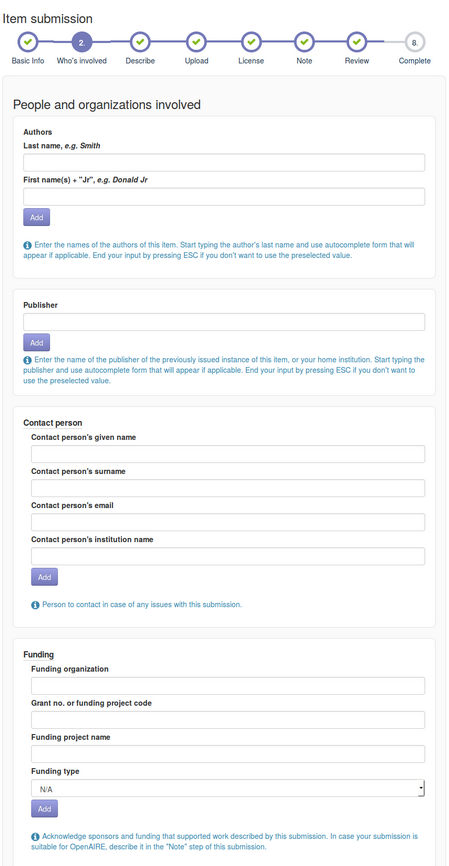 Item submission
2.
8.
Basic Info
Who's involved
Describe
Upload
License
Note
Review
Complete
People and organizations involved
Authors
Last name, e.g. Smith
First name(s) + "Jr", e.g. Donald Jr
Add
Enter the names of the authors of this item. Start typing the author's last name and use autocomplete form that will
appear if applicable. End your input by pressing ESC if you don't want to use the preselected value.
Publisher
Add
Enter the name of the publisher of the previously issued instance of this item, or your home institution. Start typing the
publisher and use autocomplete form that will appear if applicable. End your input by pressing ESC if you don't want to
use the preselected value.
Contact person
Contact person's given name
Contact person's surname
Contact person's email
Contact person's institution name
Add
Person to contact in case of any issues with this submission.
Funding
Funding organization
Grant no. or funding project code
Funding project name
Funding type
N/A
Add
Acknowledge sponsors and funding that supported work described by this submission. In case your submission is
suitable for OpenAIRE, describe it in the "Note" step of this submission.